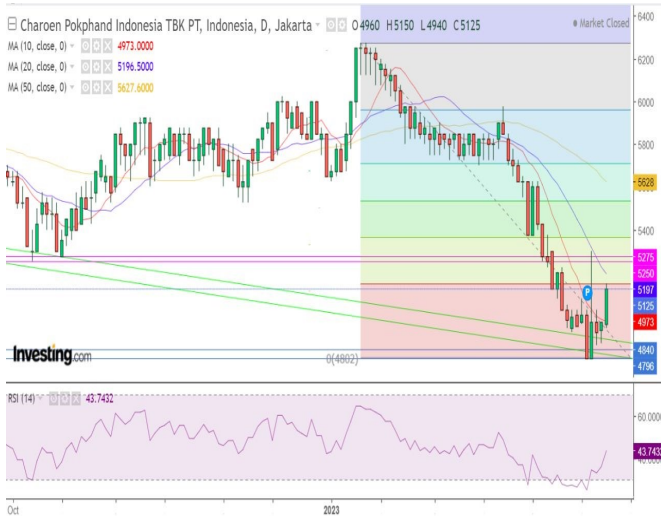 Charoen Pokphand Indonesia TBK PT, Indonesia, D, Jakarta O4960 H5150 L4940 C5125 Market Closed
MA (10, close, 0) 4973.0000
MA (20, close, 0) 5196.5000
MA (50, close, 0) 5627.6000
6400
6200
6000
5800
5628
5400
5275
5250
5197
5125
4973
4840
4796
P
0(4802)
Investing.com
RSI (14) 43.7432
60.0000
43.7432
Oct 2023